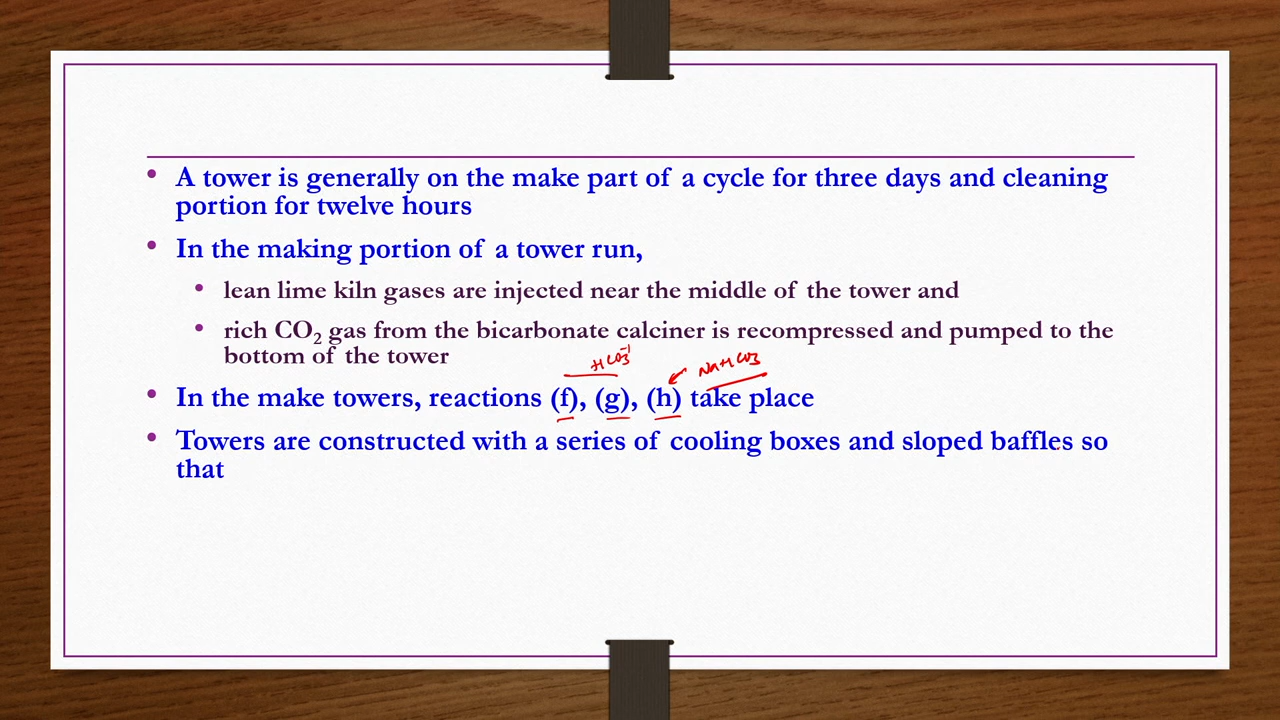 • A tower is generally on the make part of a cycle for three days and cleaning
portion for twelve hours
• In the making portion of a tower run,
• lean lime kiln gases are injected near the middle of the tower and
• rich CO₂ gas from the bicarbonate calciner is recompressed and pumped to the
bottom of the tower
HCO₃⁻¹ NaHCO₃
• In the make towers, reactions (f), (g), (h) take place
• Towers are constructed with a series of cooling boxes and sloped baffles so
that